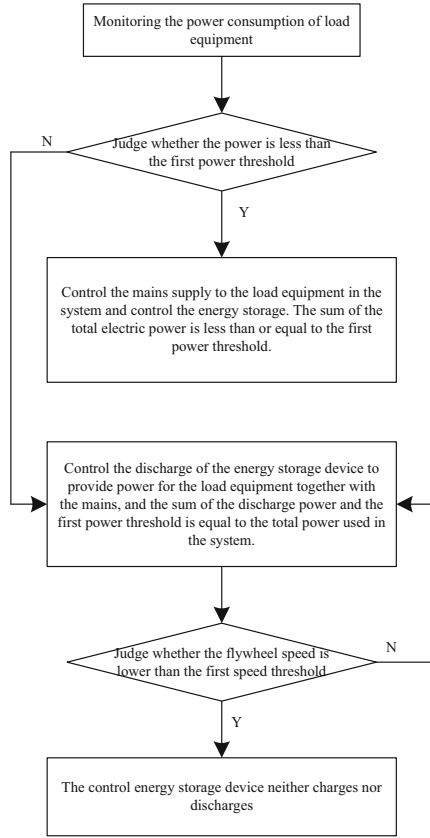 Monitoring the power consumption of load
equipment
Judge whether the power is less than
the first power threshold
N
Y
Control the mains supply to the load equipment in the
system and control the energy storage. The sum of the
total electric power is less than or equal to the first
power threshold.
Control the discharge of the energy storage device to
provide power for the load equipment together with
the mains, and the sum of the discharge power and the
first power threshold is equal to the total power used in
the system.
Judge whether the flywheel speed is
lower than the first speed threshold
N
Y
The control energy storage device neither charges nor
discharges